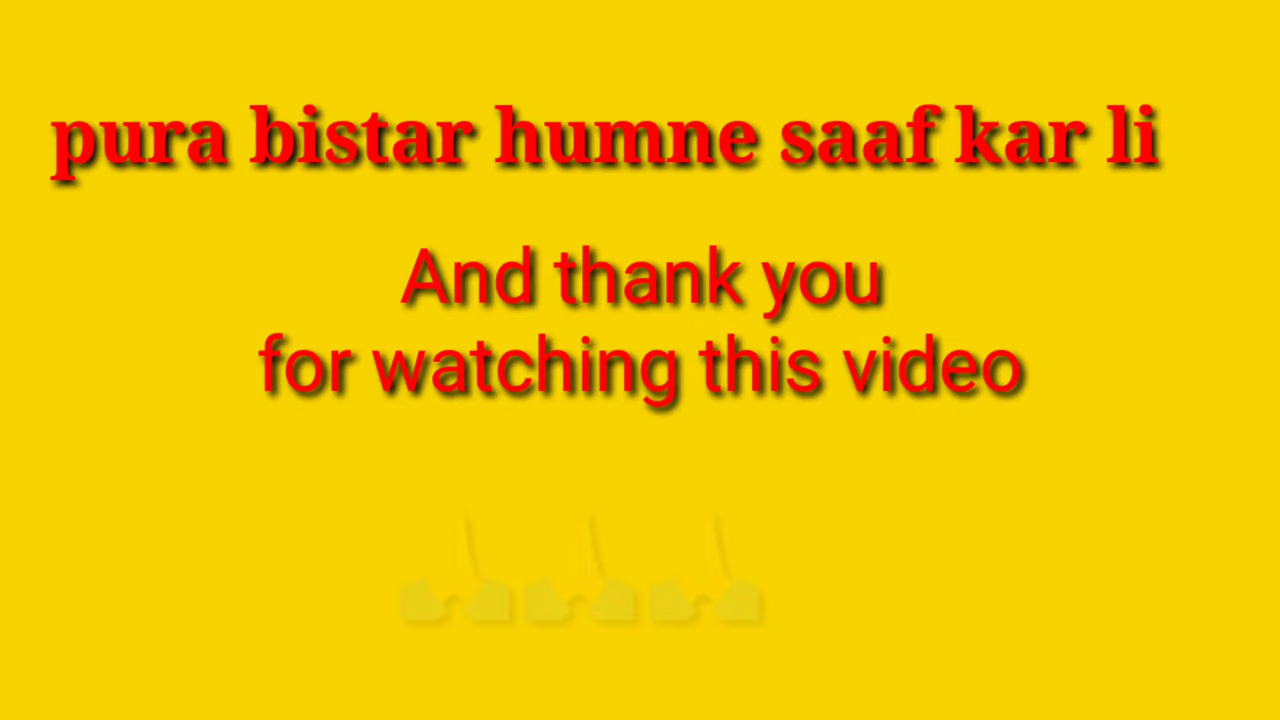 pura bistar humne saaf kar li
And thank you
for watching this video